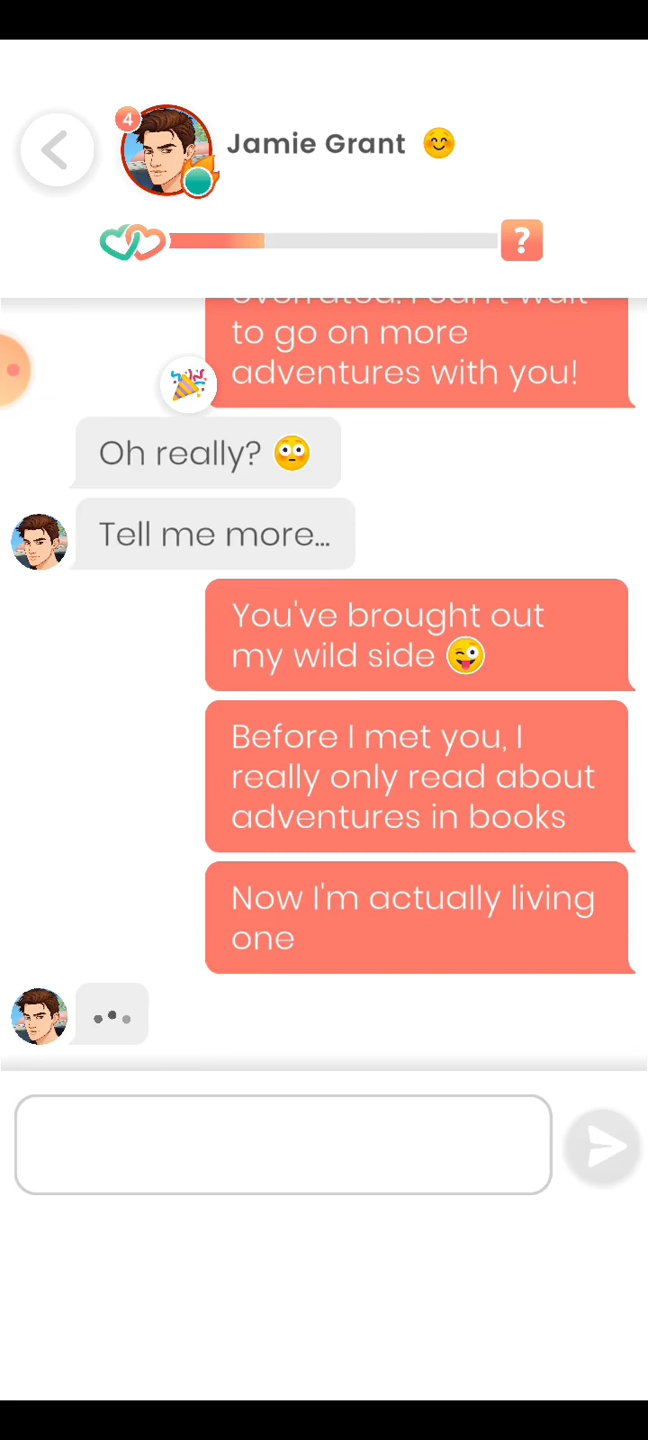 4
Jamie Grant 😊
?
to go on more
adventures with you!
Oh really? 😳
Tell me more...
You've brought out
my wild side 😜
Before I met you, I
really only read about
adventures in books
Now I'm actually living
one